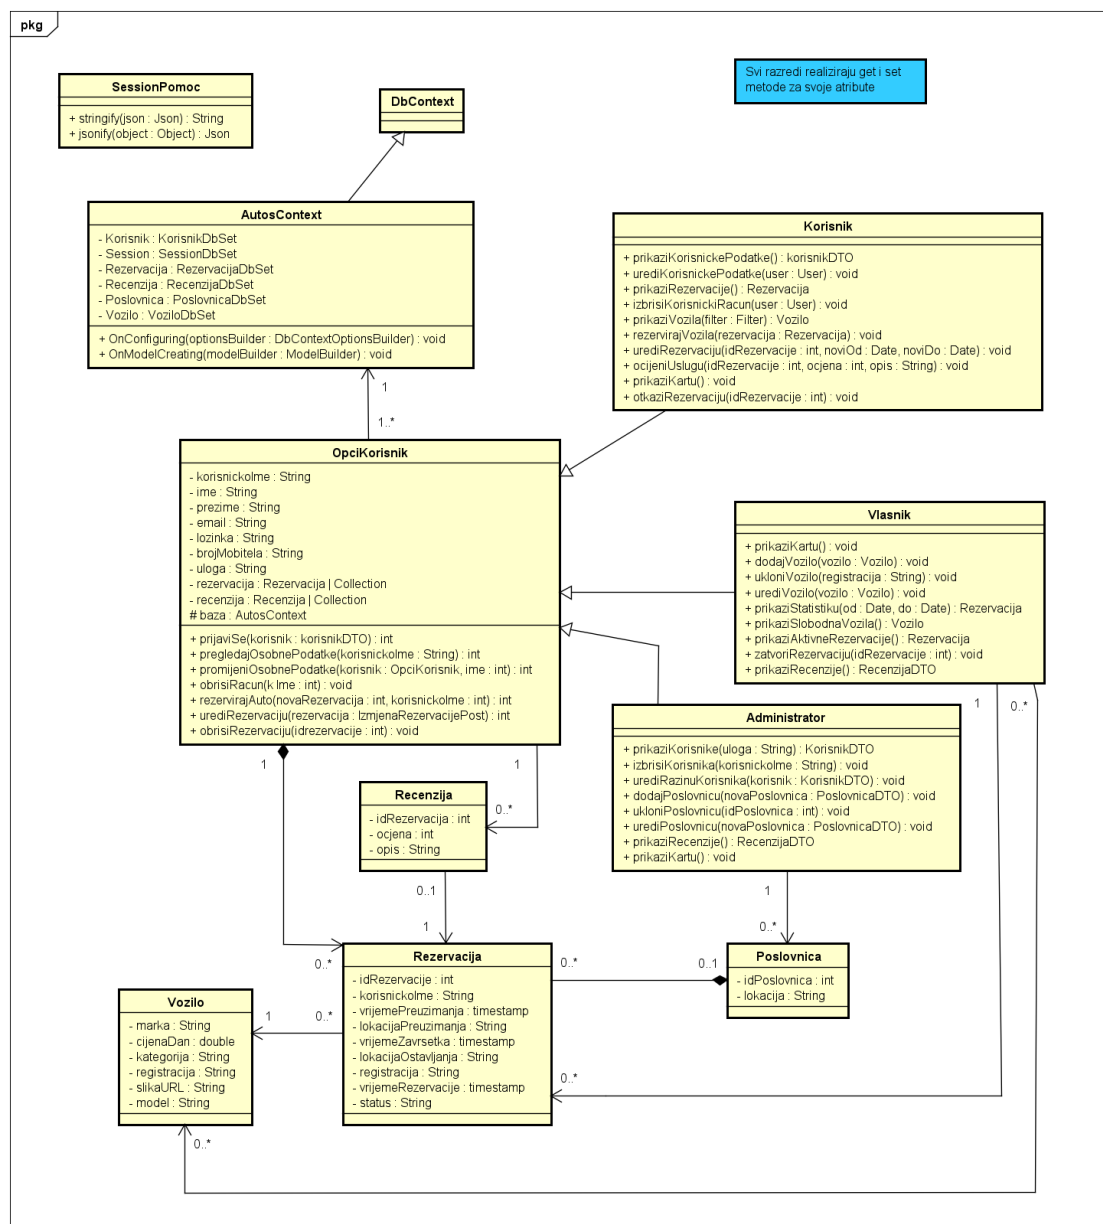 pkg
SessionPomoc
+ stringify(json : Json) : String
+ jsonify(object : Object) : Json
DbContext
Svi razredi realiziraju get i set
metode za svoje atribute
AutosContext
- Korisnik : KorisnikDbSet
- Session : SessionDbSet
- Rezervacija : RezervacijaDbSet
- Recenzija : RecenzijaDbSet
- Poslovnica : PoslovnicaDbSet
- Vozilo : VoziloDbSet
+ OnConfiguring(optionsBuilder : DbContextOptionsBuilder) : void
+ OnModelCreating(modelBuilder : ModelBuilder) : void
Korisnik
+ prikaziKorisnickePodatke() : korisnikDTO
+ urediKorisnickePodatke(user : User) : void
+ prikaziRezervacije() : Rezervacija
+ izbrisiKorisnickiRacun(user : User) : void
+ prikaziVozila(filter : Filter) : Vozilo
+ rezervirajVozila(rezervacija : Rezervacija) : void
+ urediRezervaciju(idRezervacije : int, noviOd : Date, noviDo : Date) : void
+ ocijeniUslugu(idRezervacije : int, ocjena : int, opis : String) : void
+ prikaziKartu() : void
+ otkaziRezervaciju(idRezervacije : int) : void
1
1..*
OpciKorisnik
- korisnickoIme : String
- ime : String
- prezime : String
- email : String
- lozinka : String
- brojMobitela : String
- uloga : String
- rezervacija : Rezervacija | Collection
- recenzija : Recenzija | Collection
# baza : AutosContext
+ prijaviSe(korisnik : korisnikDTO) : int
+ pregledajOsobnePodatke(korisnickoIme : String) : int
+ promijeniOsobnePodatke(korisnik : OpciKorisnik, ime : int) : int
+ obrisiRacun(k Ime : int) : void
+ rezervirajAuto(novaRezervacija : int, korisnickoIme : int) : int
+ urediRezervaciju(rezervacija : IzmjenaRezervacijePost) : int
+ obrisiRezervaciju(idrezervacije : int) : void
Vlasnik
+ prikaziKartu() : void
+ dodajVozilo(vozilo : Vozilo) : void
+ ukloniVozilo(registracija : String) : void
+ urediVozilo(vozilo : Vozilo) : void
+ prikaziStatistiku(od : Date, do : Date) : Rezervacija
+ prikaziSlobodnaVozila() : Vozilo
+ prikaziAktivneRezervacije() : Rezervacija
+ zatvoriRezervaciju(idRezervacije : int) : void
+ prikaziRecenzije() : RecenzijaDTO
1
0..*
Administrator
+ prikaziKorisnike(uloga : String) : KorisnikDTO
+ izbrisiKorisnika(korisnickoIme : String) : void
+ urediRazinuKorisnika(korisnik : KorisnikDTO) : void
+ dodajPoslovnicu(novaPoslovnica : PoslovnicaDTO) : void
+ ukloniPoslovnicu(idPoslovnica : int) : void
+ urediPoslovnicu(novaPoslovnica : PoslovnicaDTO) : void
+ prikaziRecenzije() : RecenzijaDTO
+ prikaziKartu() : void
1
1
0..*
Recenzija
- idRezervacija : int
- ocjena : int
- opis : String
0..1
1
1
0..*
0..*
Rezervacija
- idRezervacije : int
- korisnickoIme : String
- vrijemePreuzimanja : timestamp
- lokacijaPreuzimanja : String
- vrijemeZavrsetka : timestamp
- lokacijaOstavljanja : String
- registracija : String
- vrijemeRezervacije : timestamp
- status : String
0..*
0..1
Poslovnica
- idPoslovnica : int
- lokacija : String
Vozilo
- marka : String
- cijenaDan : double
- kategorija : String
- registracija : String
- slikaURL : String
- model : String
1
0..*
0..*
0..*